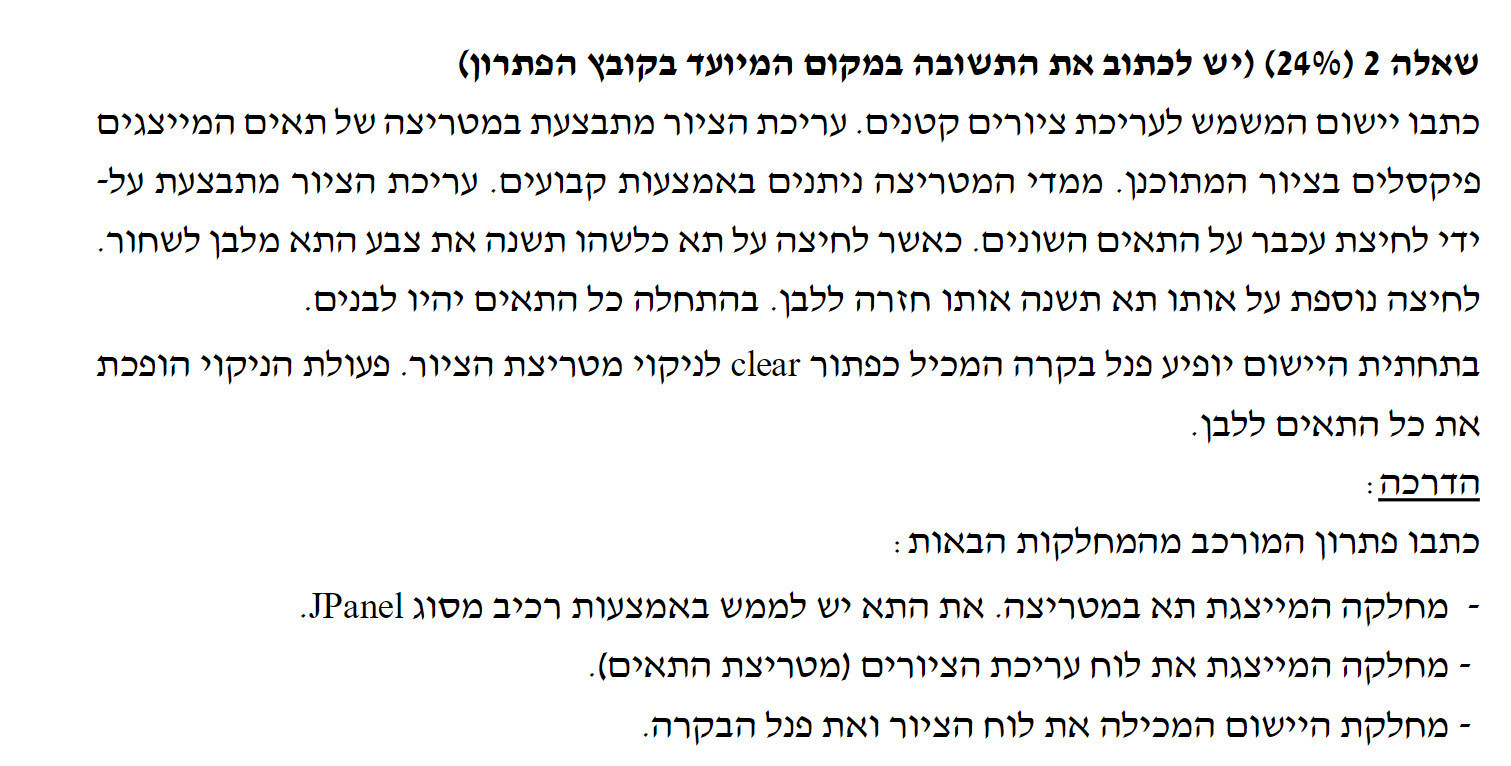 שאלה 2 (24%) (יש לכתוב את התשובה במקום המיועד בקובץ הפתרון)
כתבו יישום המשמש לעריכת ציורים קטנים. עריכת הציור מתבצעת במטריצה של תאים המייצגים
פיקסלים בציור המתוכנן. ממדי המטריצה ניתנים באמצעות קבועים. עריכת הציור מתבצעת על-
ידי לחיצת עכבר על התאים השונים. כאשר לחיצה על תא כלשהו תשנה את צבע התא מלבן לשחור.
לחיצה נוספת על אותו תא תשנה אותו חזרה ללבן. בהתחלה כל התאים יהיו לבנים.
בתחתית היישום יופיע פנל בקרה המכיל כפתור clear לניקוי מטריצת הציור. פעולת הניקוי הופכת
את כל התאים ללבן.
הדרכה:
כתבו פתרון המורכב מהמחלקות הבאות:
- מחלקה המייצגת תא במטריצה. את התא יש לממש באמצעות רכיב מסוג JPanel.
- מחלקה המייצגת את לוח עריכת הציורים (מטריצת התאים).
- מחלקת היישום המכילה את לוח הציור ואת פנל הבקרה.